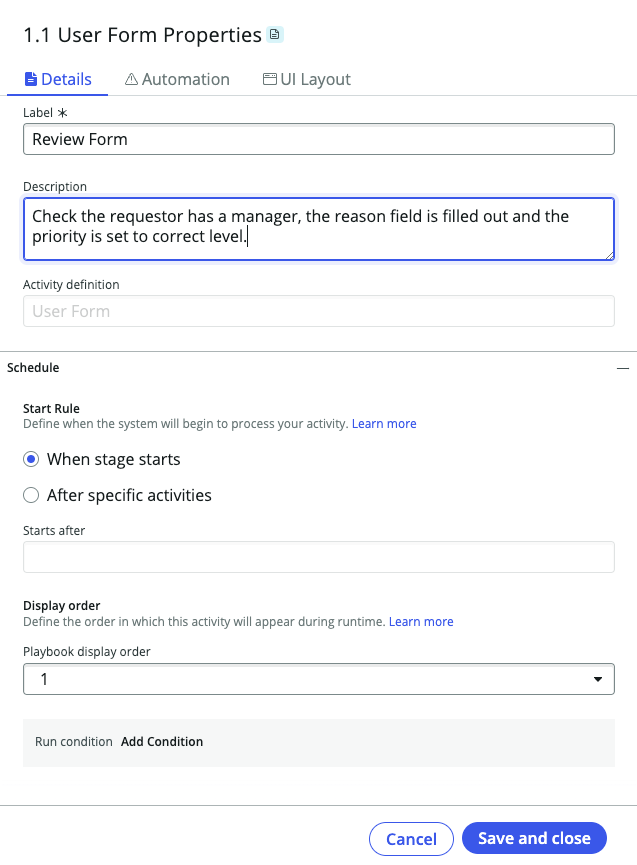 1.1 User Form Properties
Details
Automation
UI Layout
Label *
Review Form
Description
Check the requestor has a manager, the reason field is filled out and the
priority is set to correct level.
Activity definition
User Form
Schedule
Start Rule
Define when the system will begin to process your activity. Learn more
When stage starts
After specific activities
Starts after
Display order
Define the order in which this activity will appear during runtime. Learn more
Playbook display order
1
Run condition Add Condition
Cancel
Save and close